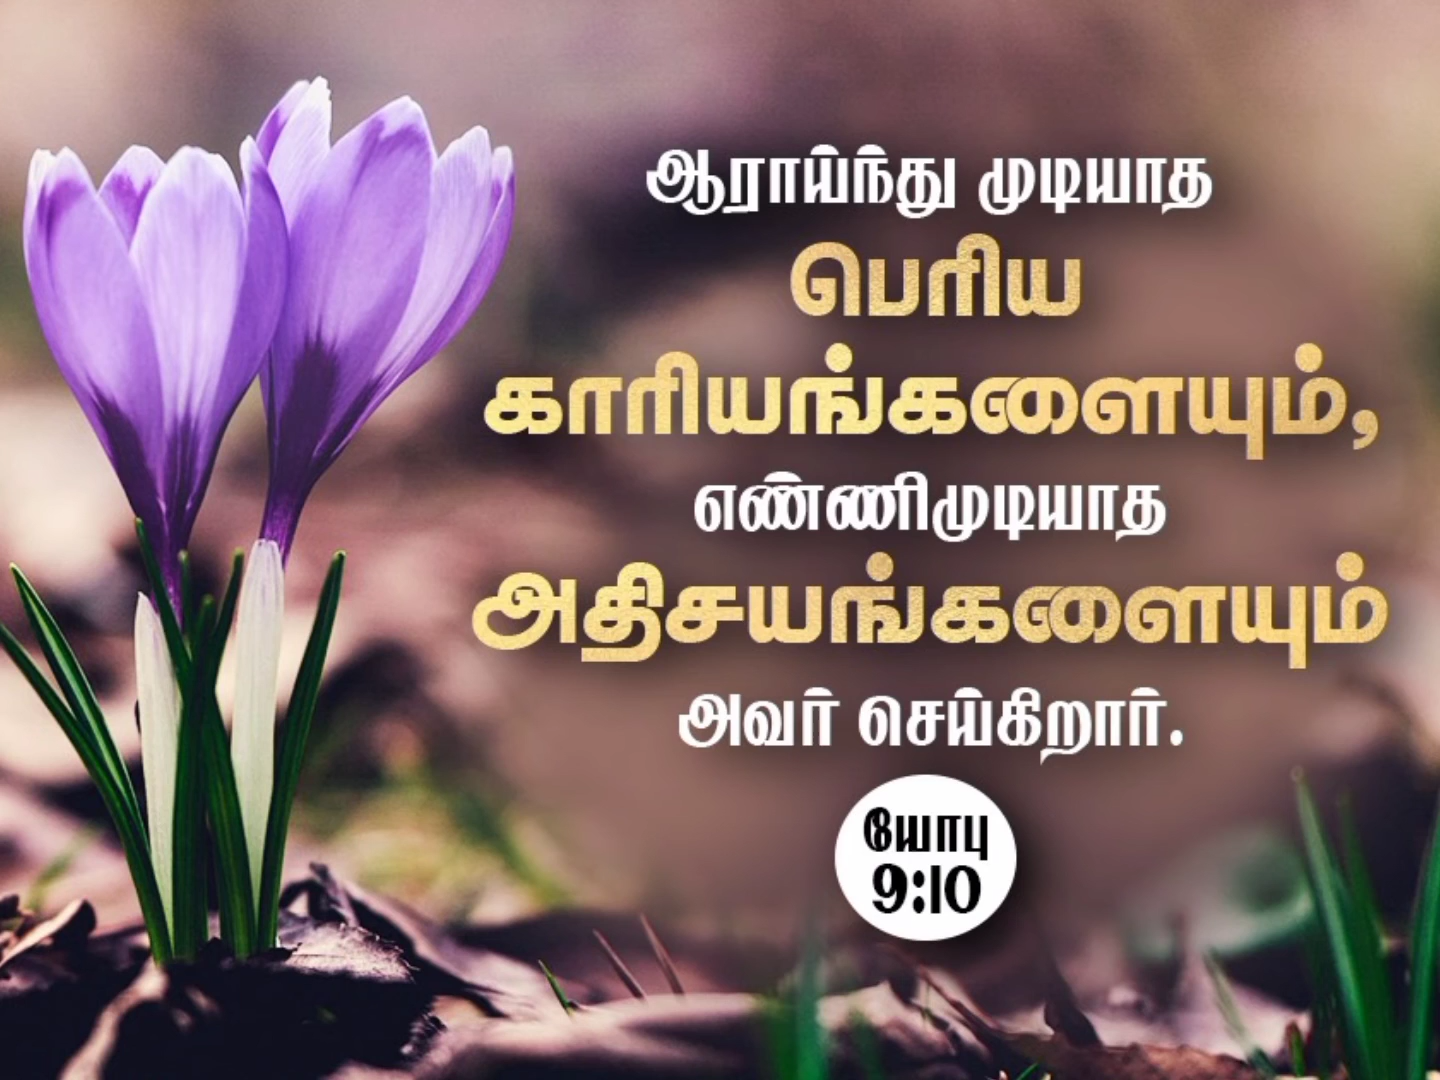 ஆராய்ந்து முடியாத
பெரிய
காரியங்களையும்,
எண்ணிமுடியாத
அதிசயங்களையும்
அவர் செய்கிறார்.
யோபு
9:10